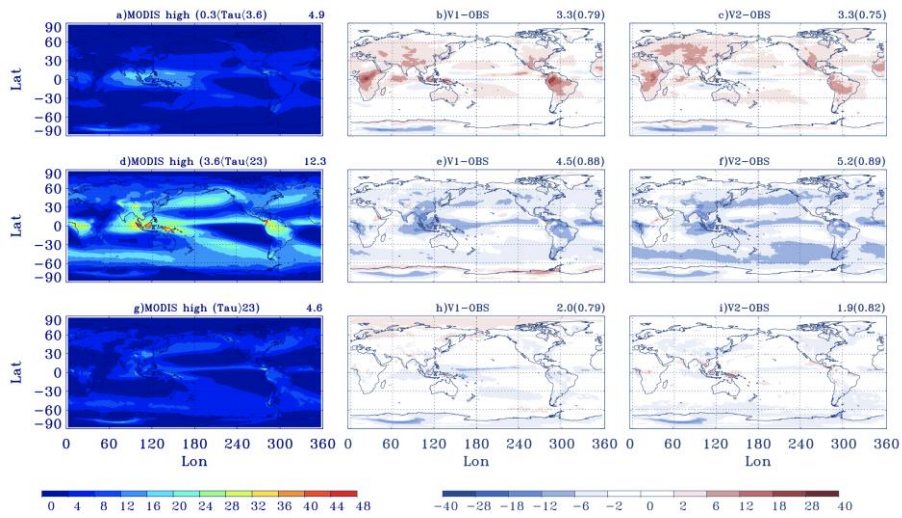 a)MODIS high (0.3⟨Tau⟨3.6) 4.9 b)V1-OBS 3.3(0.79) c)V2-OBS 3.3(0.75)
90
60
30
0
-30
-60
-90
Lat
d)MODIS high (3.6⟨Tau⟨23) 12.3 e)V1-OBS 4.5(0.88) f)V2-OBS 5.2(0.89)
90
60
30
0
-30
-60
-90
Lat
g)MODIS high (Tau⟩23) 4.6 h)V1-OBS 2.0(0.79) i)V2-OBS 1.9(0.82)
90
60
30
0
-30
-60
-90
Lat
0 60 120 180 240 300 360 0 60 120 180 240 300 360 0 60 120 180 240 300 360
Lon Lon Lon
0 4 8 12 16 20 24 28 32 36 40 44 48 -40 -28 -18 -12 -6 -2 0 2 6 12 18 28 40